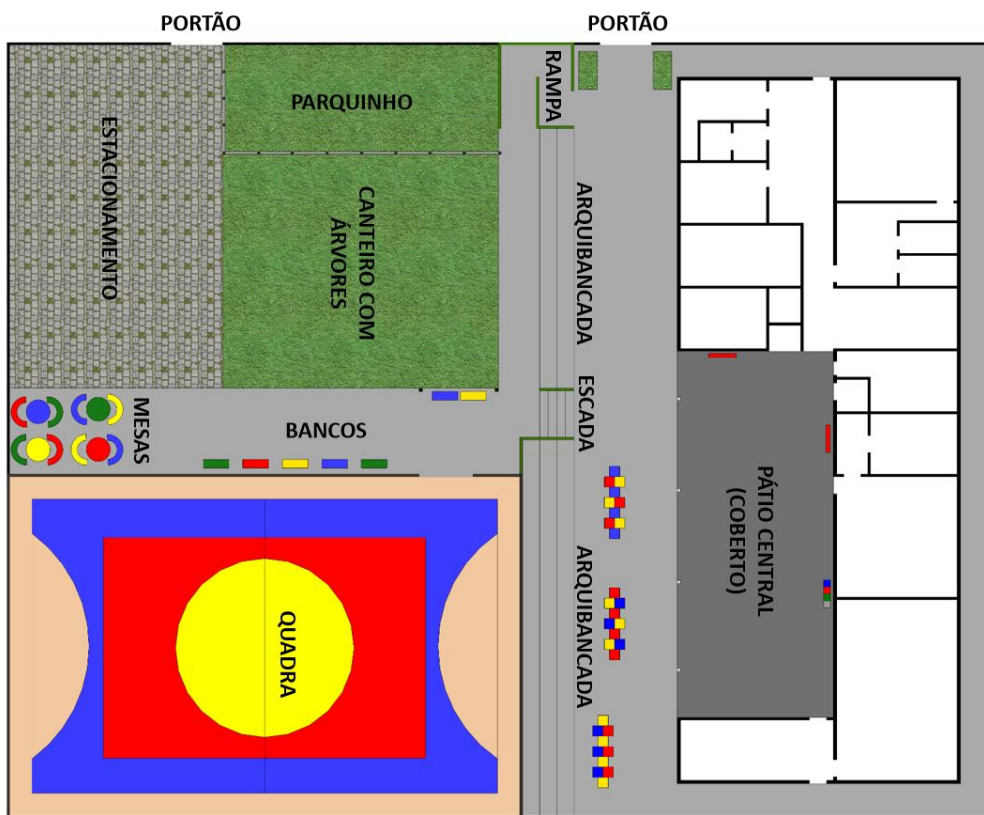 PORTÃO
PORTÃO
ESTACIONAMENTO
PARQUINHO
RAMPA
CANTEIRO COM
ÁRVORES
ARQUIBANCADA
MESAS
BANCOS
ESCADA
QUADRA
ARQUIBANCADA
PÁTIO CENTRAL
(COBERTO)